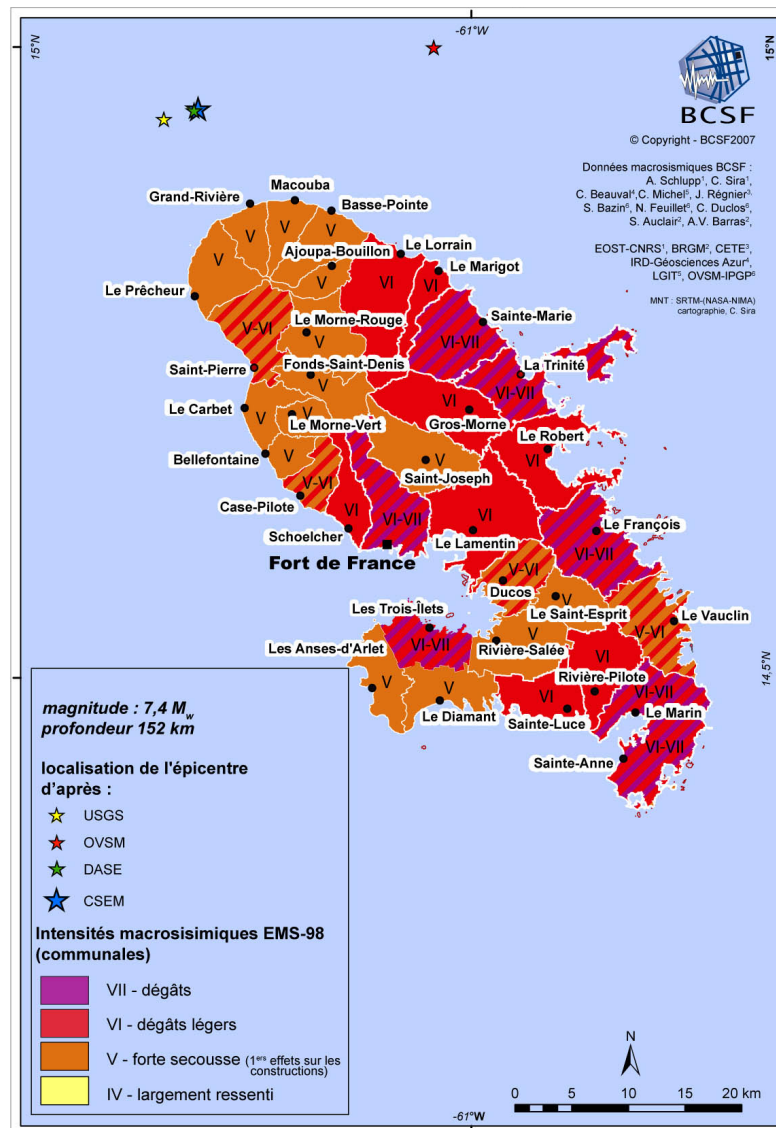 15°N
-61°W
15°N
BCSF
© Copyright - BCSF2007
Données macrosismiques BCSF :
A. Schlupp¹, C. Sira¹,
C. Beauval⁴,C. Michel⁵, J. Régnier³,
S. Bazin⁶, N. Feuillet⁶, C. Duclos⁶,
S. Auclair², A.V. Barras²,
EOST-CNRS¹, BRGM², CETE³,
IRD-Géosciences Azur⁴,
LGIT⁵, OVSM-IPGP⁶
MNT : SRTM-(NASA-NIMA)
cartographie, C. Sira
Macouba
Grand-Rivière
Basse-Pointe
V
V
V
V
Ajoupa-Bouillon
V
Le Lorrain
Le Marigot
VI
VI
Le Prêcheur
Sainte-Marie
Le Morne-Rouge
V-VI
V
VI-VII
La Trinité
Saint-Pierre
Fonds-Saint-Denis
V
VI-VII
Le Carbet
V
V
Le Morne-Vert
VI
Gros-Morne
Le Robert
Bellefontaine
V
V
Saint-Joseph
VI
Case-Pilote
V-VI
VI
VI-VII
Schoelcher
VI
Le Lamentin
Le François
VI-VII
Fort de France
V-VI
Ducos
V
Le Saint-Esprit
Les Trois-Îlets
Le Vauclin
V-VI
Les Anses-d'Arlet
VI-VII
V
Rivière-Salée
VI
14,5°N
V
V
Rivière-Pilote
VI-VII
Le Diamant
VI
Sainte-Luce
Le Marin
VI-VII
Sainte-Anne
magnitude : 7,4 Mw
profondeur 152 km
localisation de l'épicentre
d'après :
USGS
OVSM
DASE
CSEM
Intensités macrosisimiques EMS-98
(communales)
VII - dégâts
VI - dégâts légers
V - forte secousse (1ers effets sur les
constructions)
IV - largement ressenti
N
0 5 10 20 km
-61°W